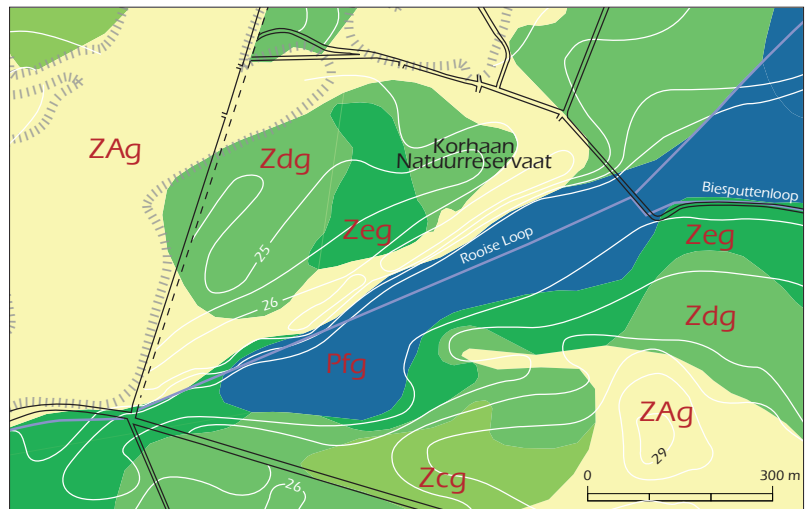 ZAg
Zdg
Korhaan
Natuurreservaat
Biesputtenloop
Zeg
Zeg
Rooise Loop
25
26
Zdg
Pfg
ZAg
29
Zcg
26
0
300 m